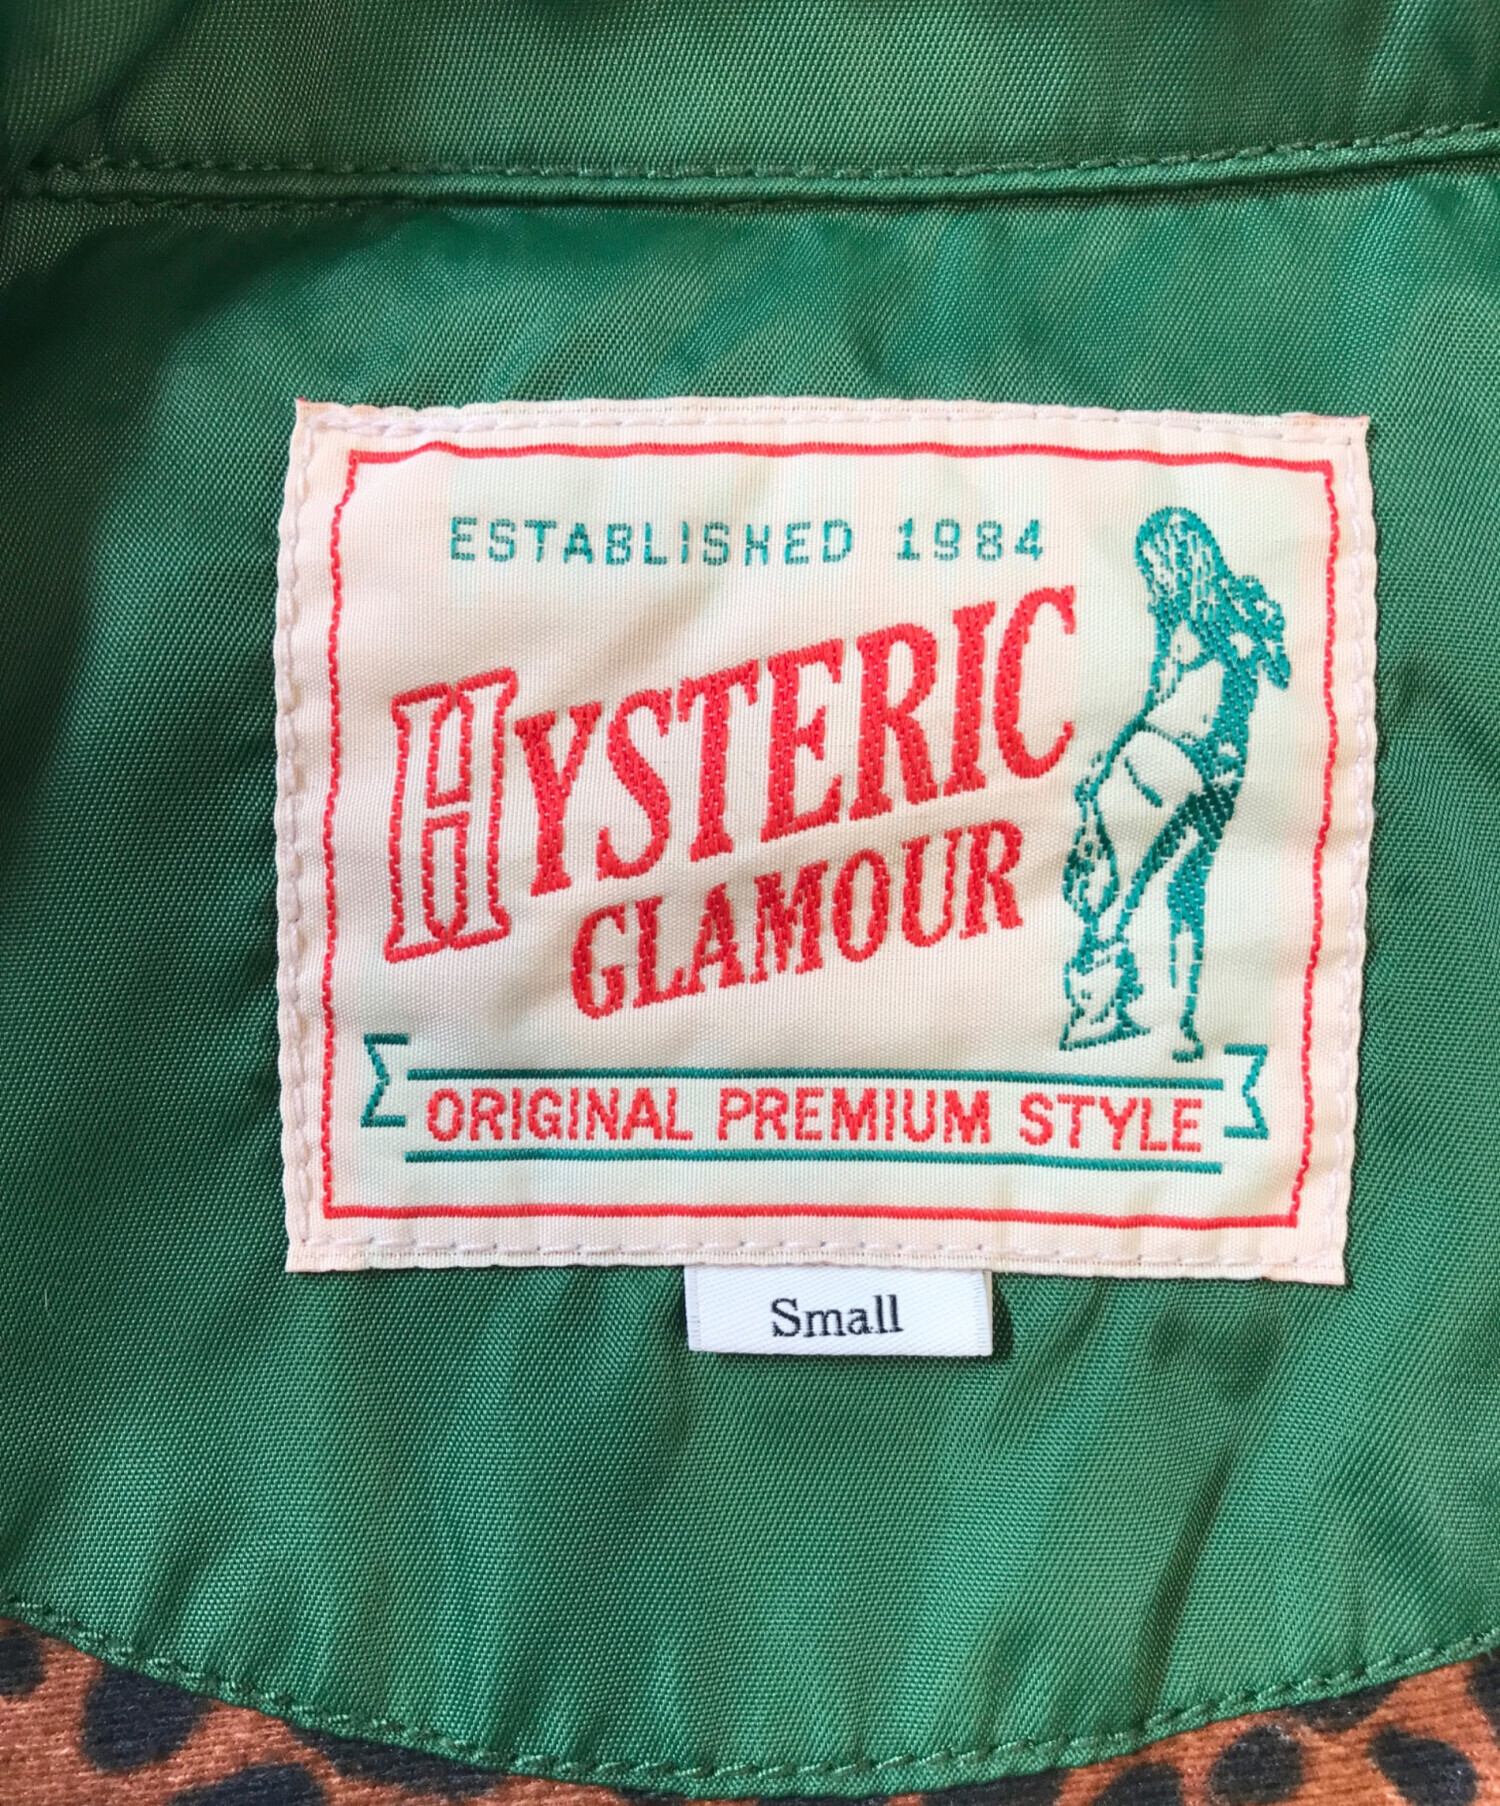 ESTABLISHED 1984
HYSTERIC
GLAMOUR
ORIGINAL PREMIUM STYLE
Small